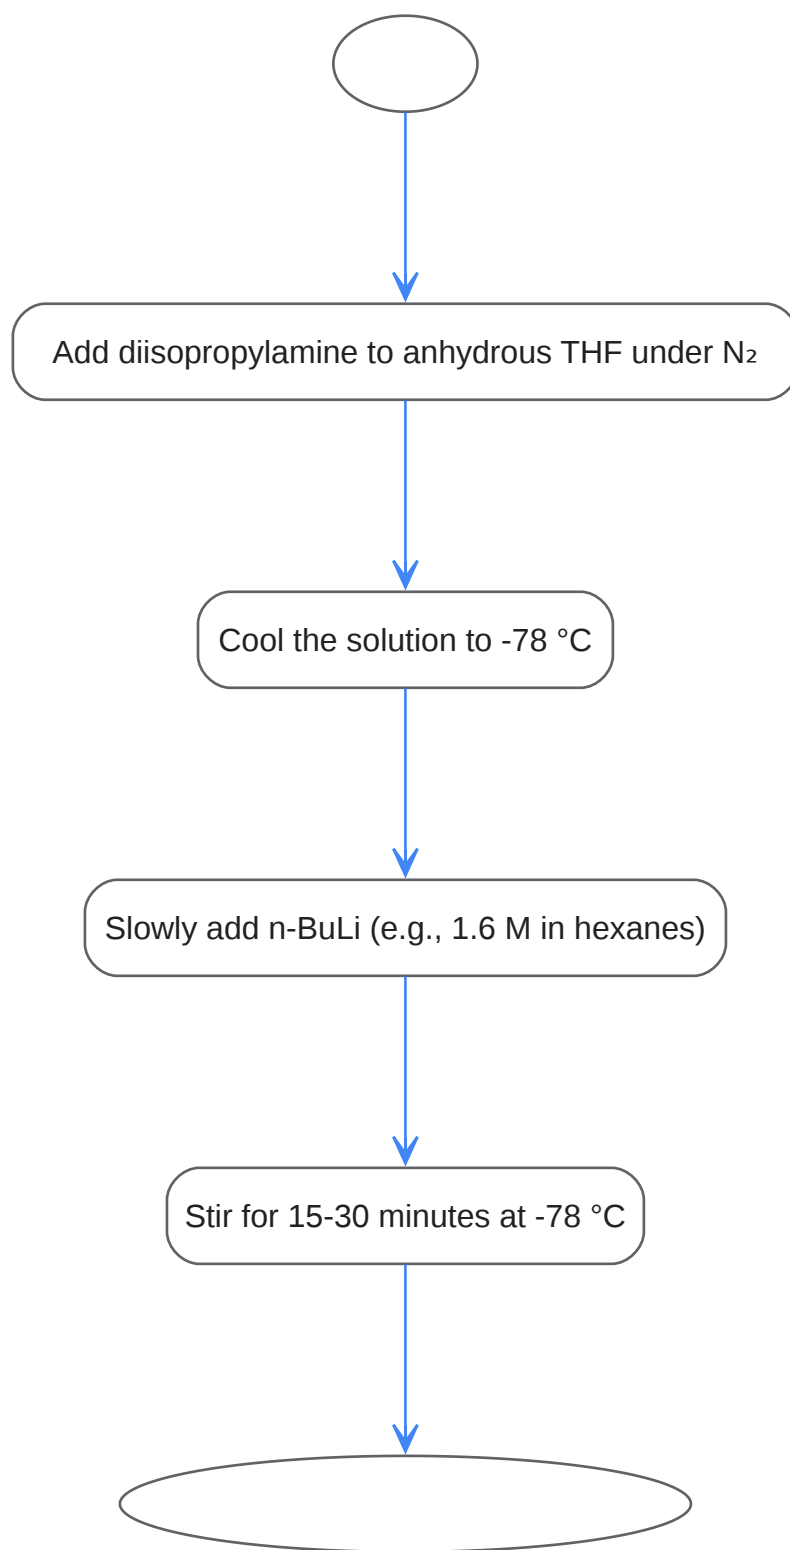 Add diisopropylamine to anhydrous THF under N₂
Cool the solution to -78 °C
Slowly add n-BuLi (e.g., 1.6 M in hexanes)
Stir for 15-30 minutes at -78 °C